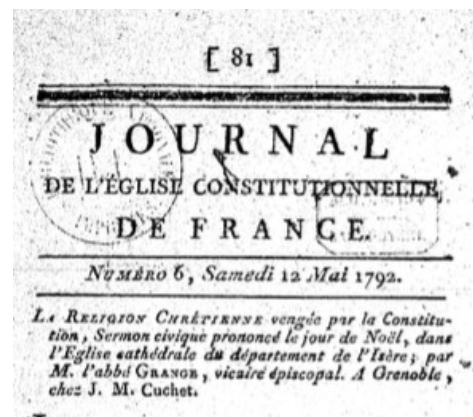 [ 81 ]
JOURNAL
DE L'ÉGLISE CONSTITUTIONNELLE
DE FRANCE.
NUMÉRO 6, Samedi 12 Mai 1792.
LA RELIGION CHRÉTIENNE vengée par la Constitu-
tion, Sermon civique prononcé le jour de Noël, dans
l'Eglise cathédrale du département de l'Isère; par
M. l'abbé GRANGE, vicaire épiscopal. A Grenoble,
chez J. M. Cuchet.